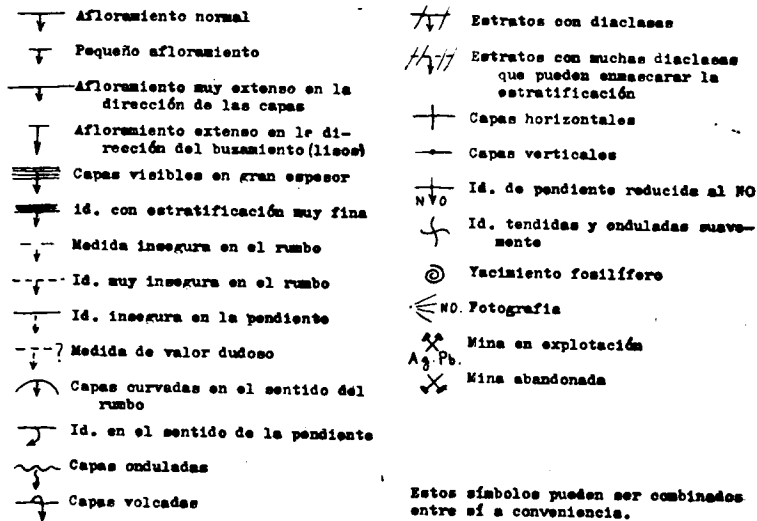 Afloramiento normal
Pequeño afloramiento
Afloramiento muy extenso en la
dirección de las capas
Afloramiento extenso en le di-
rección del buzamiento (lisos)
Capas visibles en gran espesor
id. con estratificación muy fina
Medida insegura en el rumbo
Id. muy insegura en el rumbo
Id. insegura en la pendiente
? Medida de valor dudoso
Capas curvadas en el sentido del
rumbo
Id. en el sentido de la pendiente
Capas onduladas
Capas volcadas
Estratos con diaclasas
Estratos con muchas diaclasas
que pueden enmascarar la
estratificación
Capas horizontales
Capas verticales
N O Id. de pendiente reducida al NO
Id. tendidas y onduladas suave-
mente
Yacimiento fosilífero
NO. Fotografía
Mina en explotación
Ag. Pb.
Mina abandonada
Estos símbolos pueden ser combinados
entre sí a conveniencia.